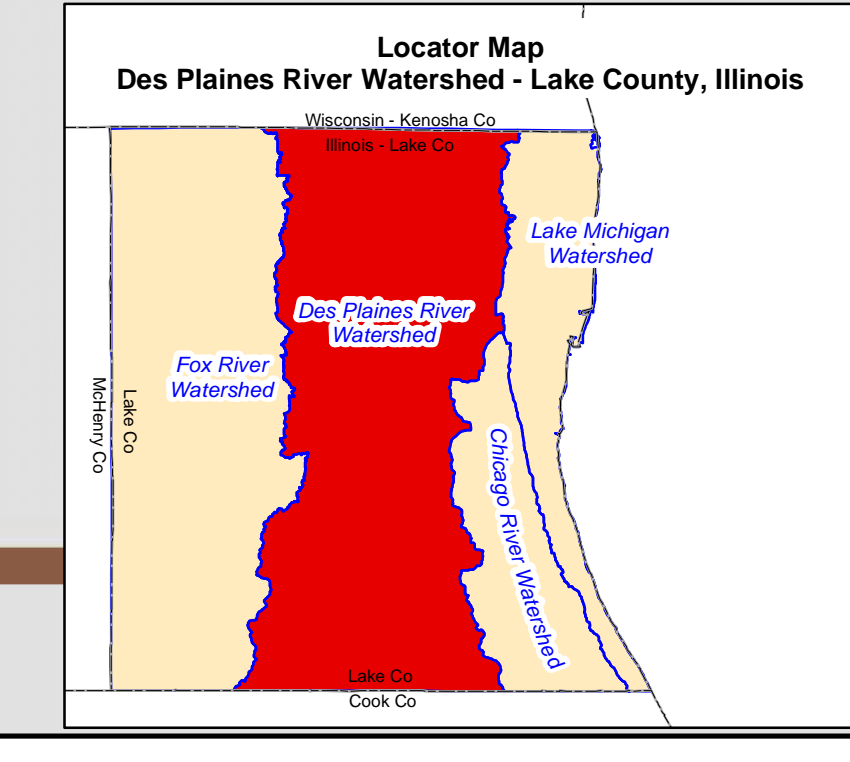 Locator Map
Des Plaines River Watershed - Lake County, Illinois
Wisconsin - Kenosha Co
Illinois - Lake Co
Lake Michigan
Watershed
Des Plaines River
Watershed
Fox River
Watershed
McHenry Co
Lake Co
Chicago River Watershed
Lake Co
Cook Co